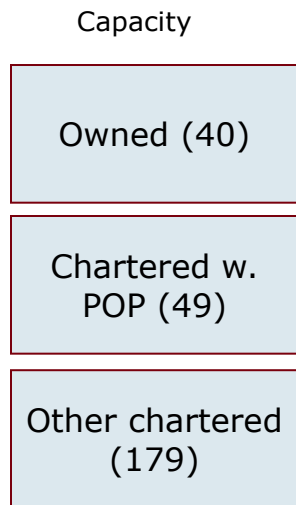 Capacity
Owned (40)
Chartered w.
POP (49)
Other chartered
(179)